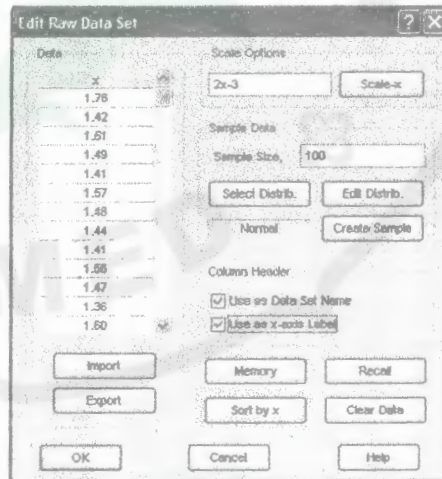 Edit Raw Data Set
? X
Data
x
1.76
1.42
1.61
1.49
1.41
1.57
1.48
1.44
1.41
1.56
1.47
1.36
1.60
Import
Export
Scale Options
2x-3
Scale-x
Sample Data
Sample Size, 100
Select Distrib.
Edit Distrib.
Normal
Create Sample
Column Header
Use as Data Set Name
Use as x-axis Label
Memory
Recall
Sort by x
Clear Data
OK
Cancel
Help